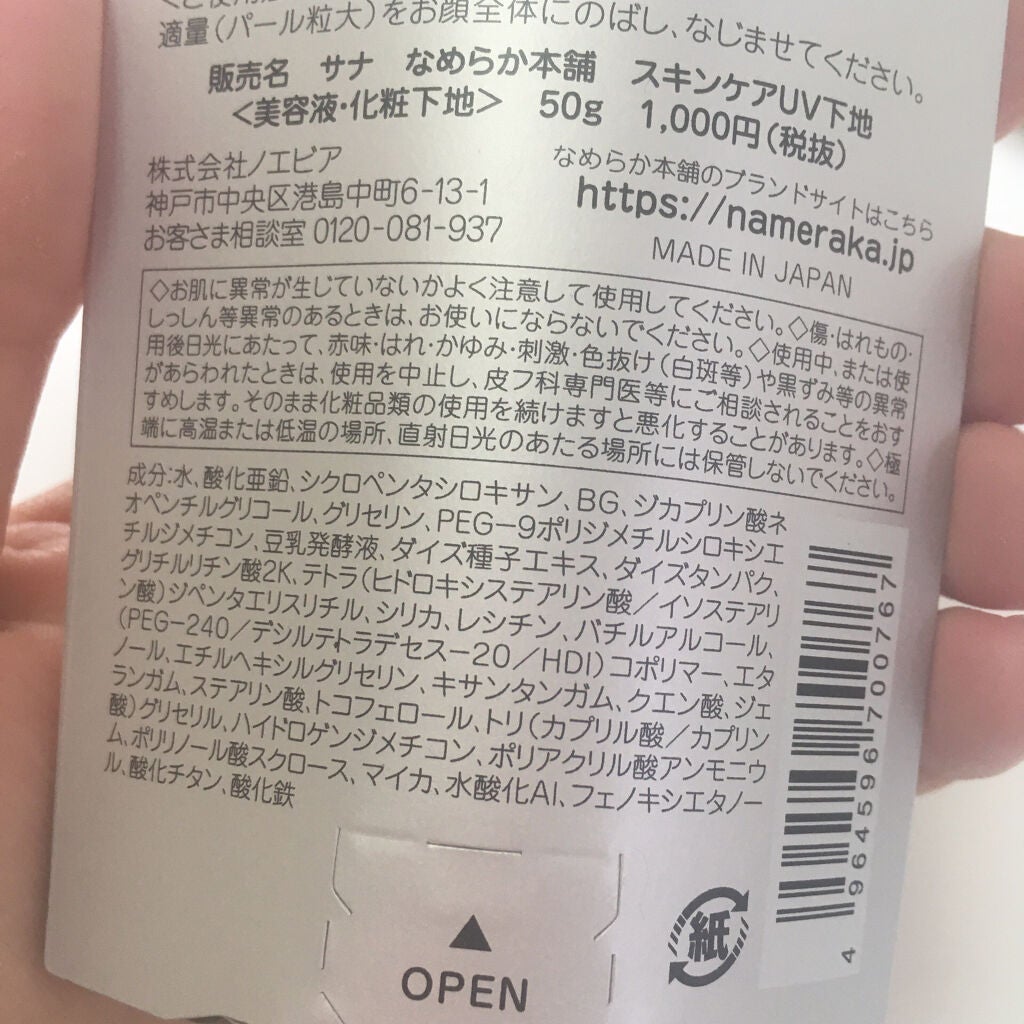 適量(パール粒大)をお顔全体にのばし、なじませてください。
販売名 サナ なめらか本舗 スキンケアUV下地
<美容液・化粧下地> 50g 1,000円(税抜)
株式会社ノエビア
神戸市中央区港島中町6-13-1
お客さま相談室 0120-081-937
なめらか本舗のブランドサイトはこちら
https://nameraka.jp
MADE IN JAPAN
◇お肌に異常が生じていないかよく注意して使用してください。◇傷・はれもの・
しっしん等異常のあるときは、お使いにならないでください。◇使用中、または使
用後日光にあたって、赤味・はれ・かゆみ・刺激・色抜け(白斑等)や黒ずみ等の異常
があらわれたときは、使用を中止し、皮フ科専門医等にご相談されることをおす
すめします。そのまま化粧品類の使用を続けますと悪化することがあります。◇極
端に高温または低温の場所、直射日光のあたる場所には保管しないでください。
成分:水、酸化亜鉛、シクロペンタシロキサン、BG、ジカプリン酸ネ
オペンチルグリコール、グリセリン、PEG-9ポリジメチルシロキシエ
チルジメチコン、豆乳発酵液、ダイズ種子エキス、ダイズタンパク、
グリチルリチン酸2K、テトラ(ヒドロキシステアリン酸/イソステアリ
ン酸)ジペンタエリスリチル、シリカ、レシチン、バチルアルコール、
(PEG-240/デシルテトラデセス-20/HDI)コポリマー、エタ
ノール、エチルヘキシルグリセリン、キサンタンガム、クエン酸、ジェ
ランガム、ステアリン酸、トコフェロール、トリ(カプリル酸/カプリン
酸)グリセリル、ハイドロゲンジメチコン、ポリアクリル酸アンモニウ
ム、ポリリノール酸スクロース、マイカ、水酸化Al、フェノキシエタノー
ル、酸化チタン、酸化鉄
4 964596 700767
紙
OPEN